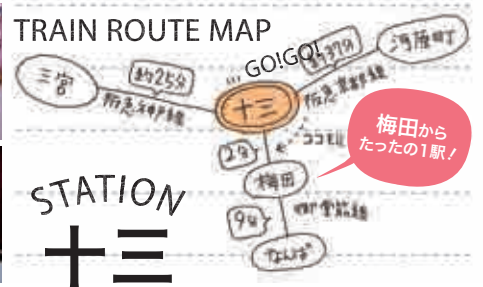 TRAIN ROUTE MAP
GO!GO!
河原町
約37分
三宮
約25分
十三
阪急京都線
阪急神戸線
ココモ!
2分
梅田から
たったの1駅!
梅田
STATION
9分
御堂筋線
なんば
十三